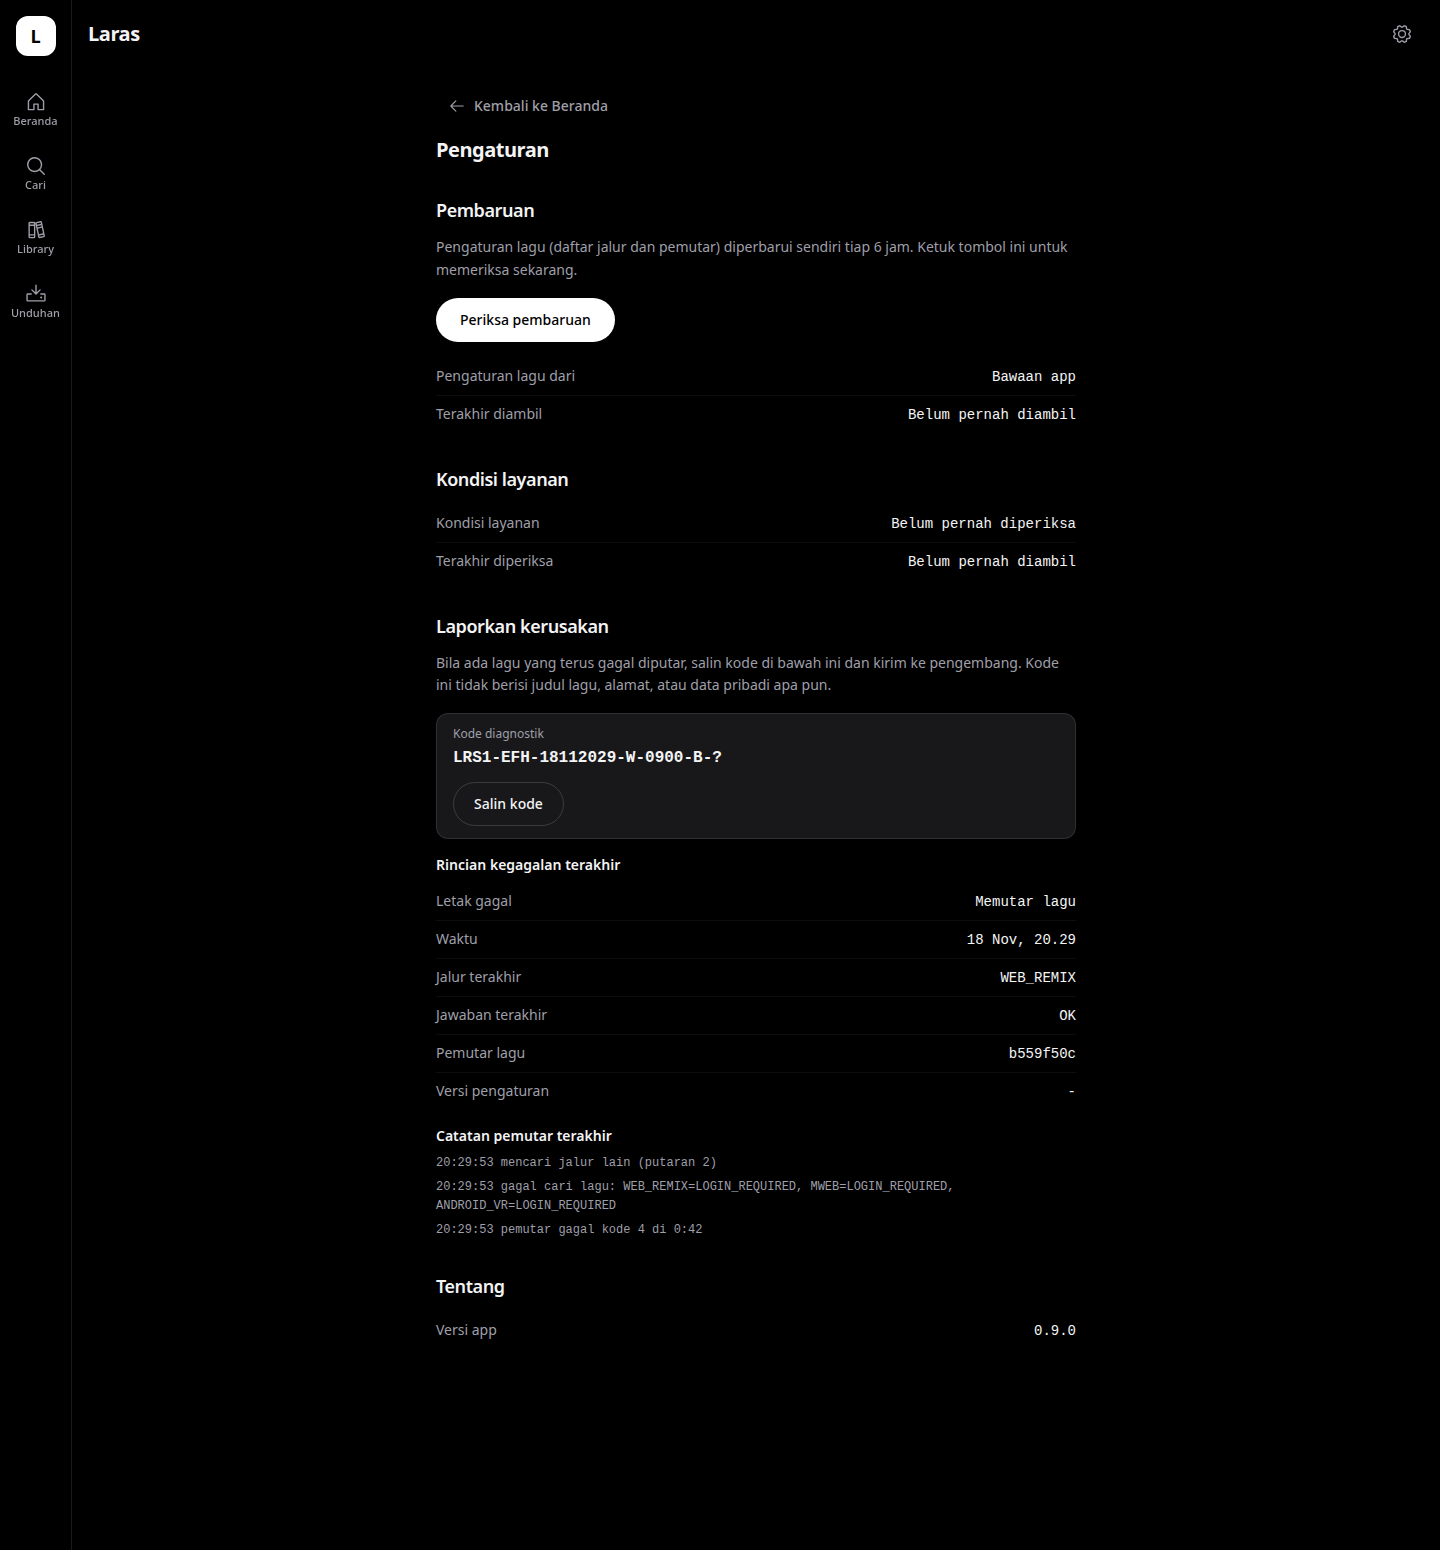 L
Laras
Beranda
Cari
Library
Unduhan
Kembali ke Beranda
Pengaturan
Pembaruan
Pengaturan lagu (daftar jalur dan pemutar) diperbarui sendiri tiap 6 jam. Ketuk tombol ini untuk
memeriksa sekarang.
Periksa pembaruan
Pengaturan lagu dari Bawaan app
Terakhir diambil Belum pernah diambil
Kondisi layanan
Kondisi layanan Belum pernah diperiksa
Terakhir diperiksa Belum pernah diambil
Laporkan kerusakan
Bila ada lagu yang terus gagal diputar, salin kode di bawah ini dan kirim ke pengembang. Kode
ini tidak berisi judul lagu, alamat, atau data pribadi apa pun.
Kode diagnostik
LRS1-EFH-18112029-W-0900-B-?
Salin kode
Rincian kegagalan terakhir
Letak gagal Memutar lagu
Waktu 18 Nov, 20.29
Jalur terakhir WEB_REMIX
Jawaban terakhir OK
Pemutar lagu b559f50c
Versi pengaturan -
Catatan pemutar terakhir
20:29:53 mencari jalur lain (putaran 2)
20:29:53 gagal cari lagu: WEB_REMIX=LOGIN_REQUIRED, MWEB=LOGIN_REQUIRED,
ANDROID_VR=LOGIN_REQUIRED
20:29:53 pemutar gagal kode 4 di 0:42
Tentang
Versi app 0.9.0